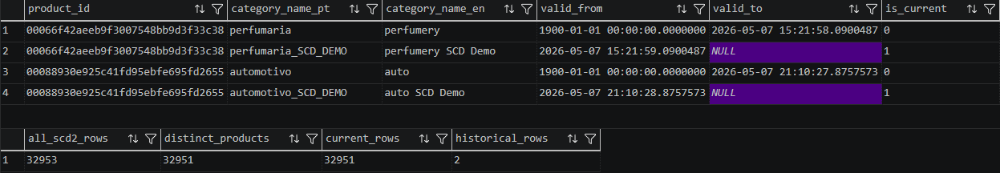 product_id category_name_pt category_name_en valid_from valid_to is_current
1 00066f42aeeb9f3007548bb9d3f33c38 perfumaria perfumery 1900-01-01 00:00:00.0000000 2026-05-07 15:21:58.0900487 0
2 00066f42aeeb9f3007548bb9d3f33c38 perfumaria_SCD_DEMO perfumery SCD Demo 2026-05-07 15:21:59.0900487 NULL 1
3 00088930e925c41fd95ebfe695fd2655 automotivo auto 1900-01-01 00:00:00.0000000 2026-05-07 21:10:27.8757573 0
4 00088930e925c41fd95ebfe695fd2655 automotivo_SCD_DEMO auto SCD Demo 2026-05-07 21:10:28.8757573 NULL 1
all_scd2_rows distinct_products current_rows historical_rows
1 32953 32951 32951 2